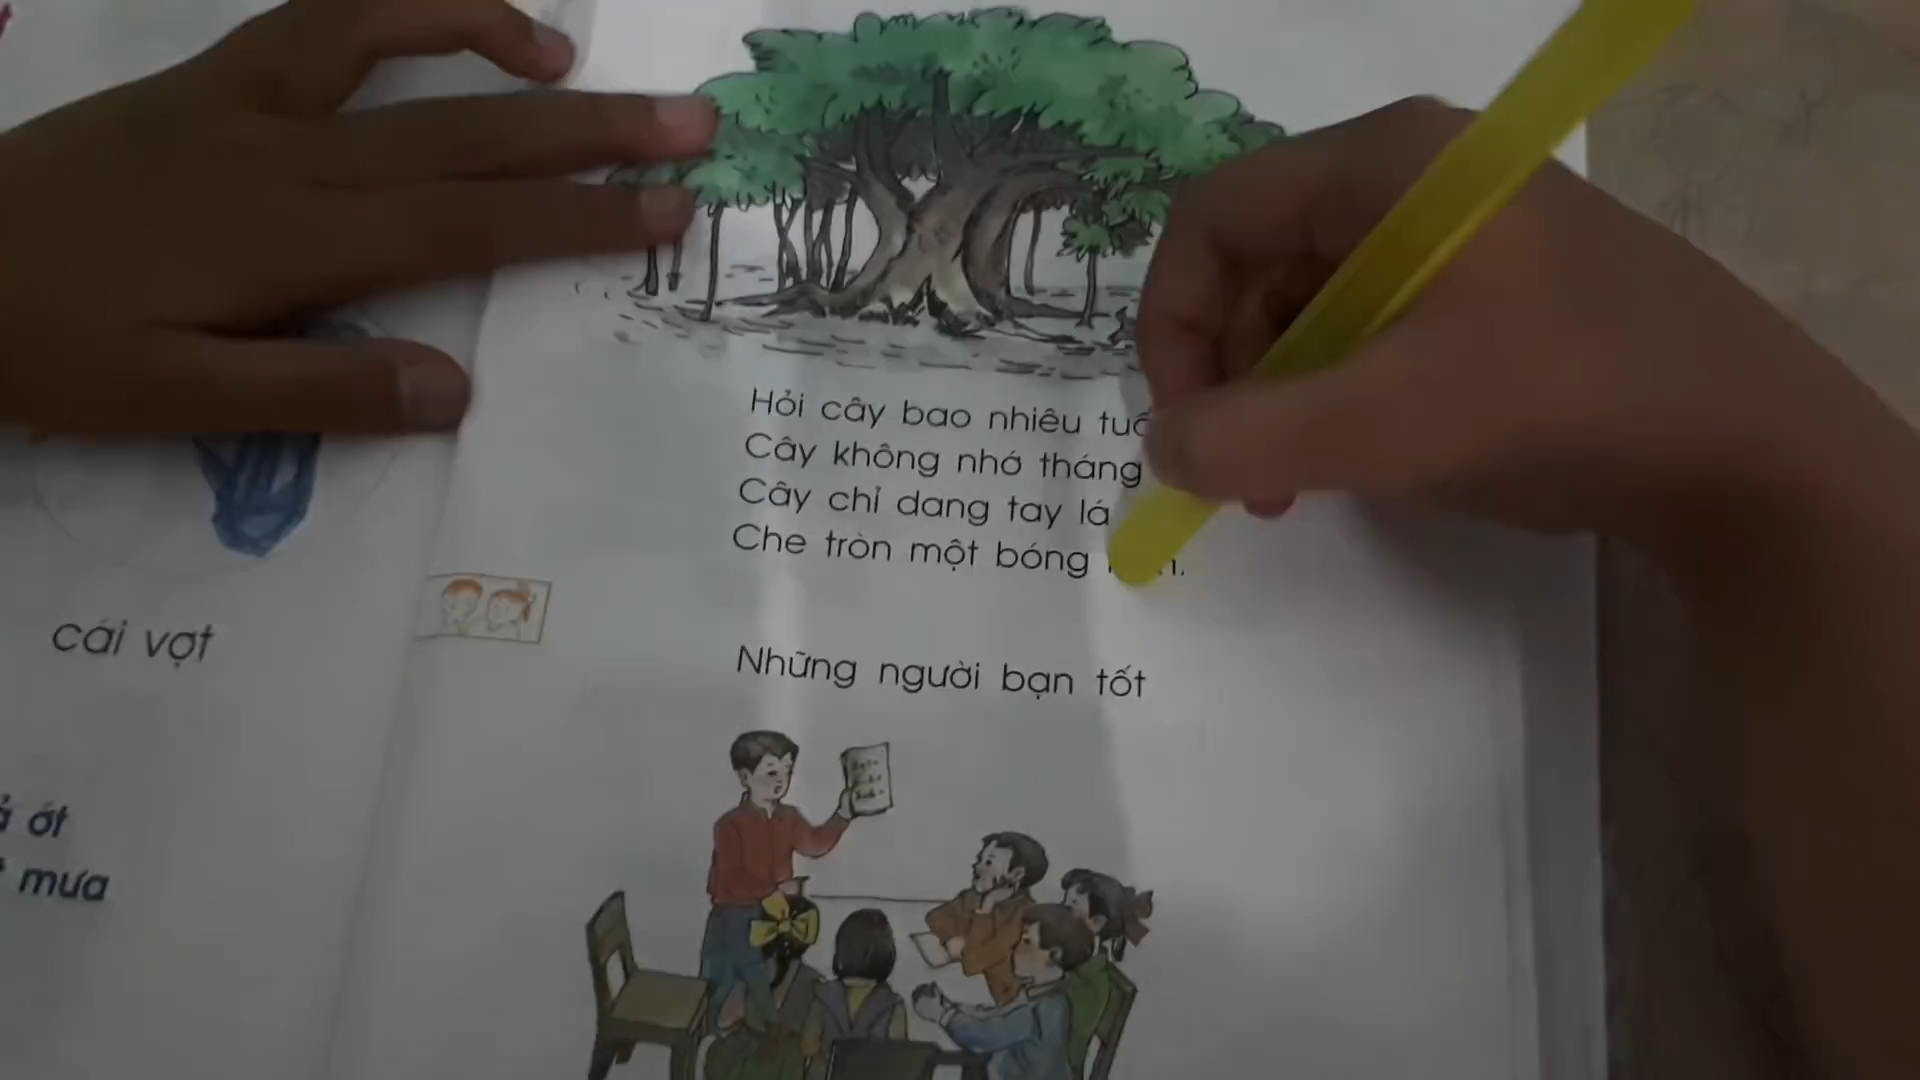 Hỏi cây bao nhiêu
Cây không nhớ tháng
Cây chỉ dang tay lá
Che tròn một bóng
Những người bạn tốt
cái vợt
ớt
mưa